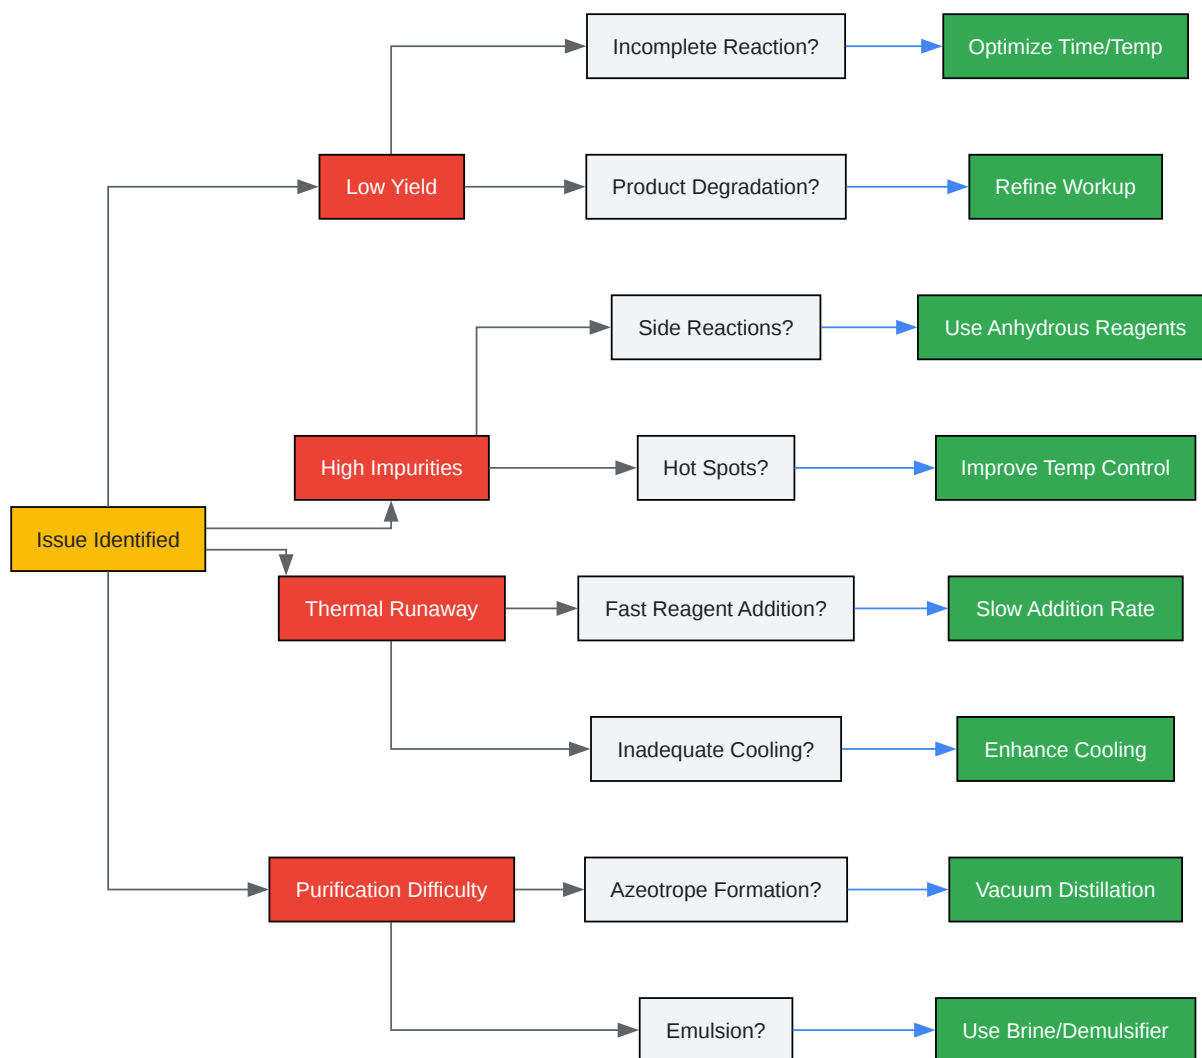 Incomplete Reaction?
Optimize Time/Temp
Low Yield
Product Degradation?
Refine Workup
Side Reactions?
Use Anhydrous Reagents
High Impurities
Hot Spots?
Improve Temp Control
Issue Identified
Thermal Runaway
Fast Reagent Addition?
Slow Addition Rate
Inadequate Cooling?
Enhance Cooling
Purification Difficulty
Azeotrope Formation?
Vacuum Distillation
Emulsion?
Use Brine/Demulsifier